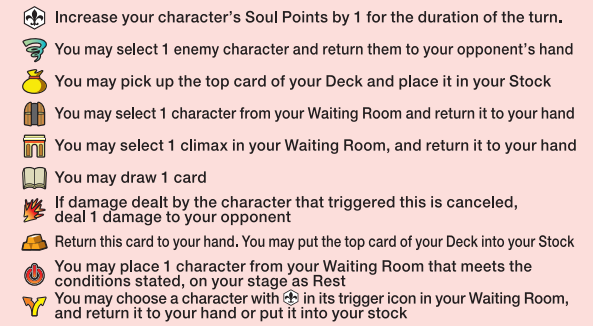 Increase your character's Soul Points by 1 for the duration of the turn.
You may select 1 enemy character and return them to your opponent's hand
You may pick up the top card of your Deck and place it in your Stock
You may select 1 character from your Waiting Room and return it to your hand
You may select 1 climax in your Waiting Room, and return it to your hand
You may draw 1 card
If damage dealt by the character that triggered this is canceled,
deal 1 damage to your opponent
Return this card to your hand. You may put the top card of your Deck into your Stock
You may place 1 character from your Waiting Room that meets the
conditions stated, on your stage as Rest
You may choose a character with in its trigger icon in your Waiting Room,
and return it to your hand or put it into your stock